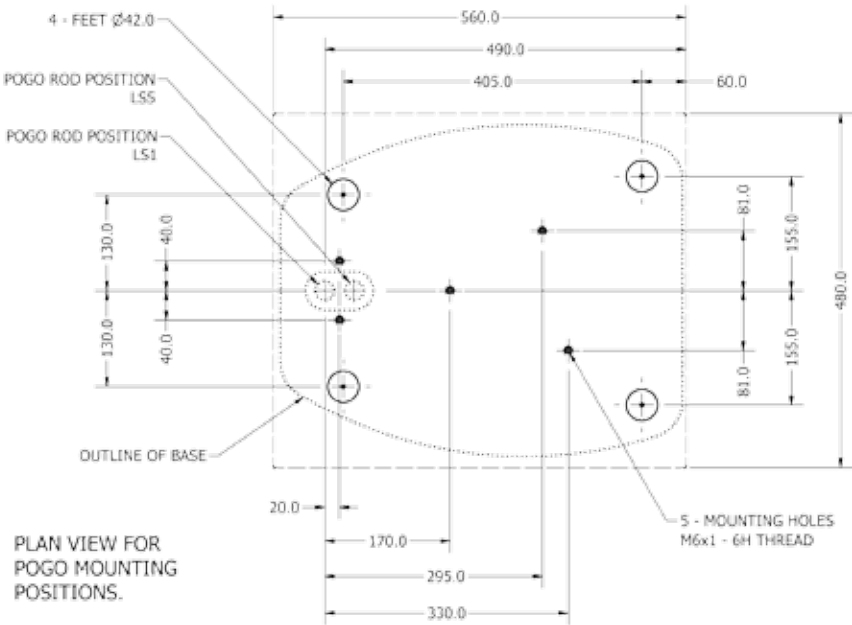 560.0
4 - FEET Ø42.0
490.0
405.0
60.0
POGO ROD POSITION
LS5
POGO ROD POSITION
LS1
130.0
40.0
81.0
155.0
480.0
130.0
40.0
81.0
155.0
OUTLINE OF BASE
20.0
5 - MOUNTING HOLES
M6x1 - 6H THREAD
170.0
PLAN VIEW FOR
POGO MOUNTING
POSITIONS.
295.0
330.0